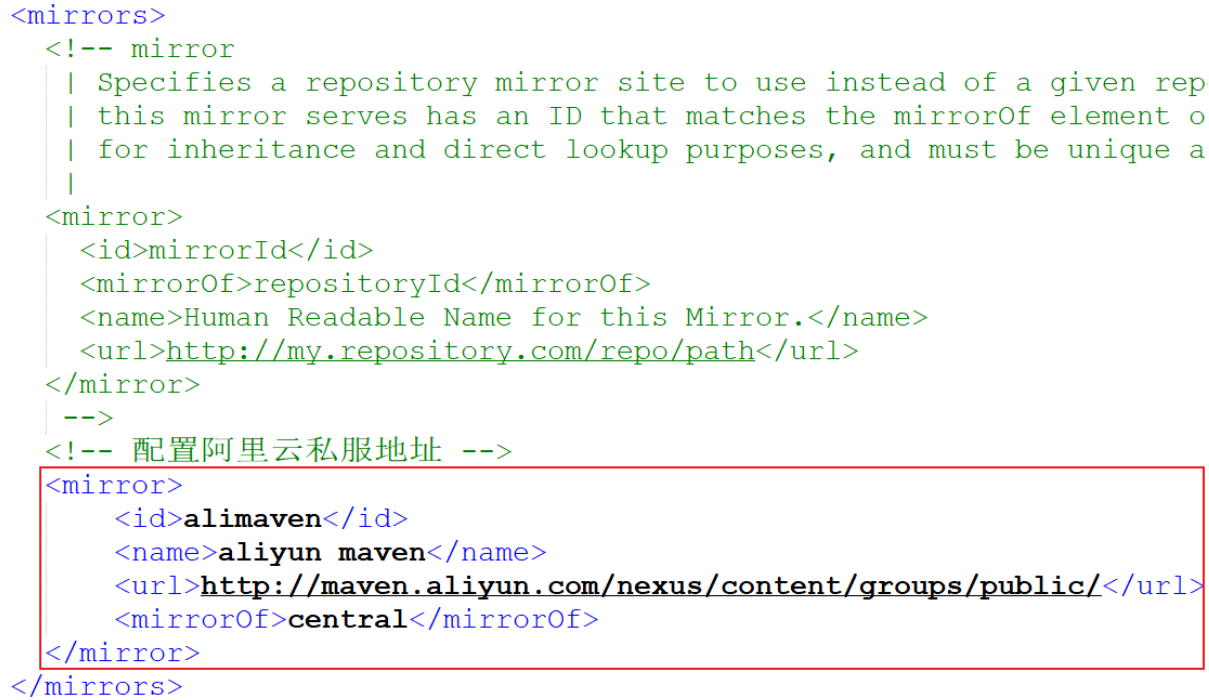 <mirrors>
<!-- mirror
| Specifies a repository mirror site to use instead of a given rep
| this mirror serves has an ID that matches the mirrorOf element o
| for inheritance and direct lookup purposes, and must be unique a
|
<mirror>
<id>mirrorId</id>
<mirrorOf>repositoryId</mirrorOf>
<name>Human Readable Name for this Mirror.</name>
<url>http://my.repository.com/repo/path</url>
</mirror>
-->
<!-- 配置阿里云私服地址 -->
<mirror>
<id>alimaven</id>
<name>aliyun maven</name>
<url>http://maven.aliyun.com/nexus/content/groups/public/</url>
<mirrorOf>central</mirrorOf>
</mirror>
</mirrors>